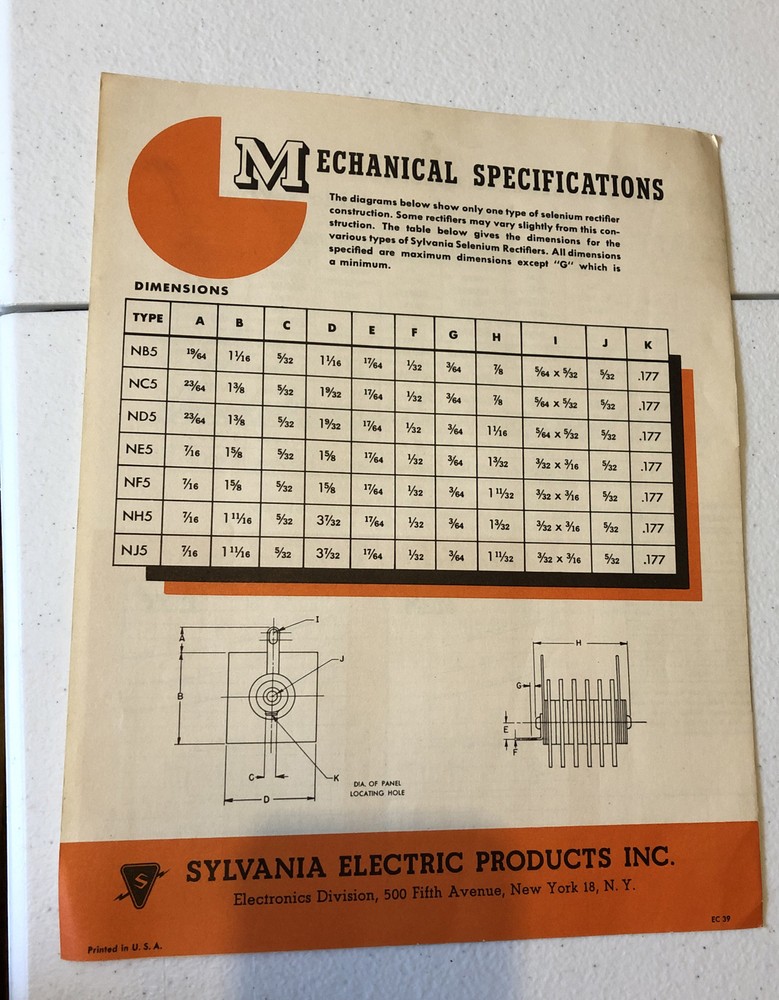 MECHANICAL SPECIFICATIONS
The diagrams below show only one type of selenium rectifier
construction. Some rectifiers may vary slightly from this con-
struction. The table below gives the dimensions for the
various types of Sylvania Selenium Rectifiers. All dimensions
specified are maximum dimensions except "G" which is
a minimum.
DIMENSIONS
TYPE A B C D E F G H I J K
NB5 19/64 1 1/16 5/32 1 1/16 17/64 1/32 3/64 7/8 5/64 x 5/32 5/32 .177
NC5 23/64 1 3/8 5/32 1 9/32 17/64 1/32 3/64 7/8 5/64 x 5/32 5/32 .177
ND5 23/64 1 3/8 5/32 1 9/32 17/64 1/32 3/64 1 1/16 5/64 x 5/32 5/32 .177
NE5 7/16 1 5/8 5/32 1 5/8 17/64 1/32 3/64 1 3/32 3/32 x 3/16 5/32 .177
NF5 7/16 1 5/8 5/32 1 5/8 17/64 1/32 3/64 1 11/32 3/32 x 3/16 5/32 .177
NH5 7/16 1 11/16 5/32 3 7/32 17/64 1/32 3/64 1 3/32 3/32 x 3/16 5/32 .177
NJ5 7/16 1 11/16 5/32 3 7/32 17/64 1/32 3/64 1 11/32 3/32 x 3/16 5/32 .177
I
A
J
B
C
K
D
DIA. OF PANEL
LOCATING HOLE
H
G
E
F
S
SYLVANIA ELECTRIC PRODUCTS INC.
Electronics Division, 500 Fifth Avenue, New York 18, N. Y.
EC 39
Printed in U. S. A.